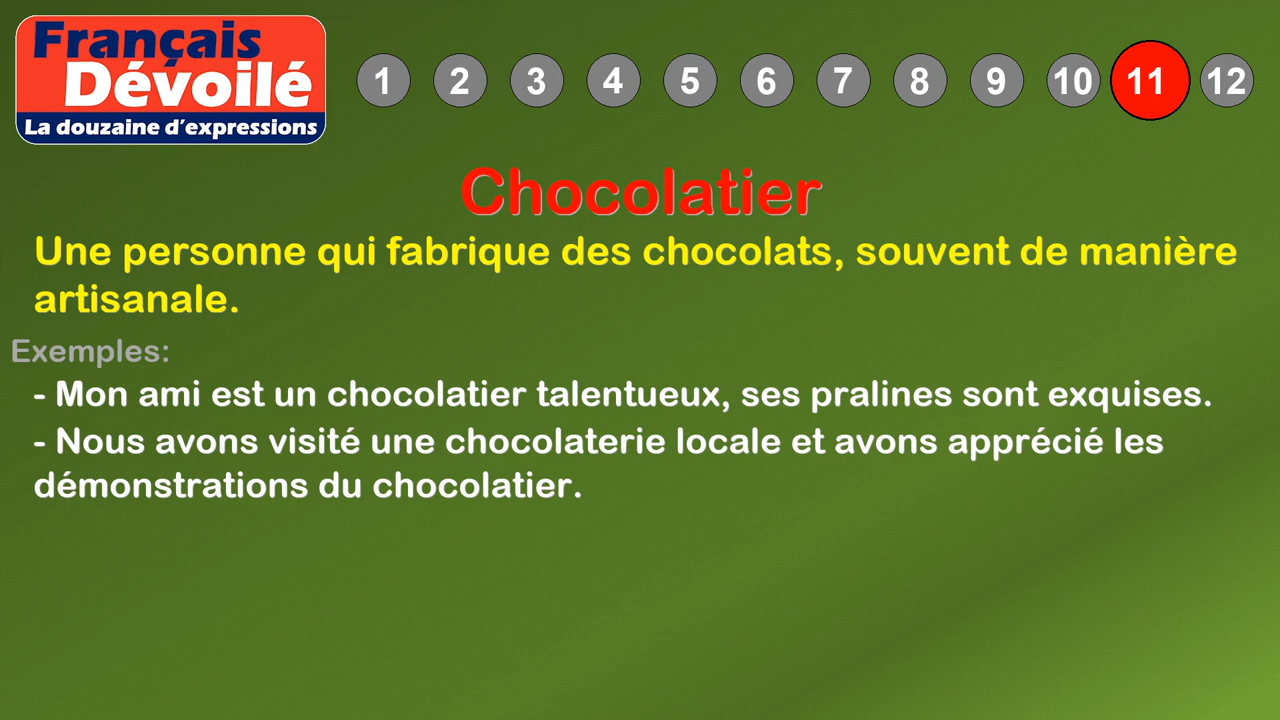 Français
Dévoilé
La douzaine d'expressions
1 2 3 4 5 6 7 8 9 10 11 12
Chocolatier
Une personne qui fabrique des chocolats, souvent de manière
artisanale.
Exemples:
- Mon ami est un chocolatier talentueux, ses pralines sont exquises.
- Nous avons visité une chocolaterie locale et avons apprécié les
démonstrations du chocolatier.